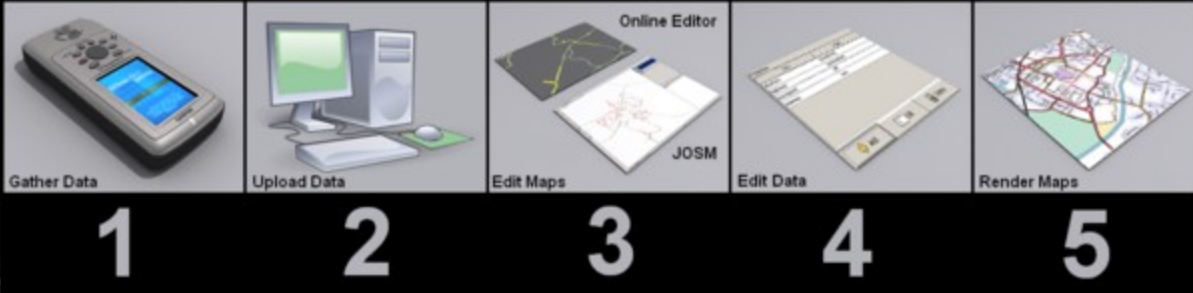 Online Editor
JOSM
Gather Data
Upload Data
Edit Maps
Edit Data
Render Maps
1
2
3
4
5